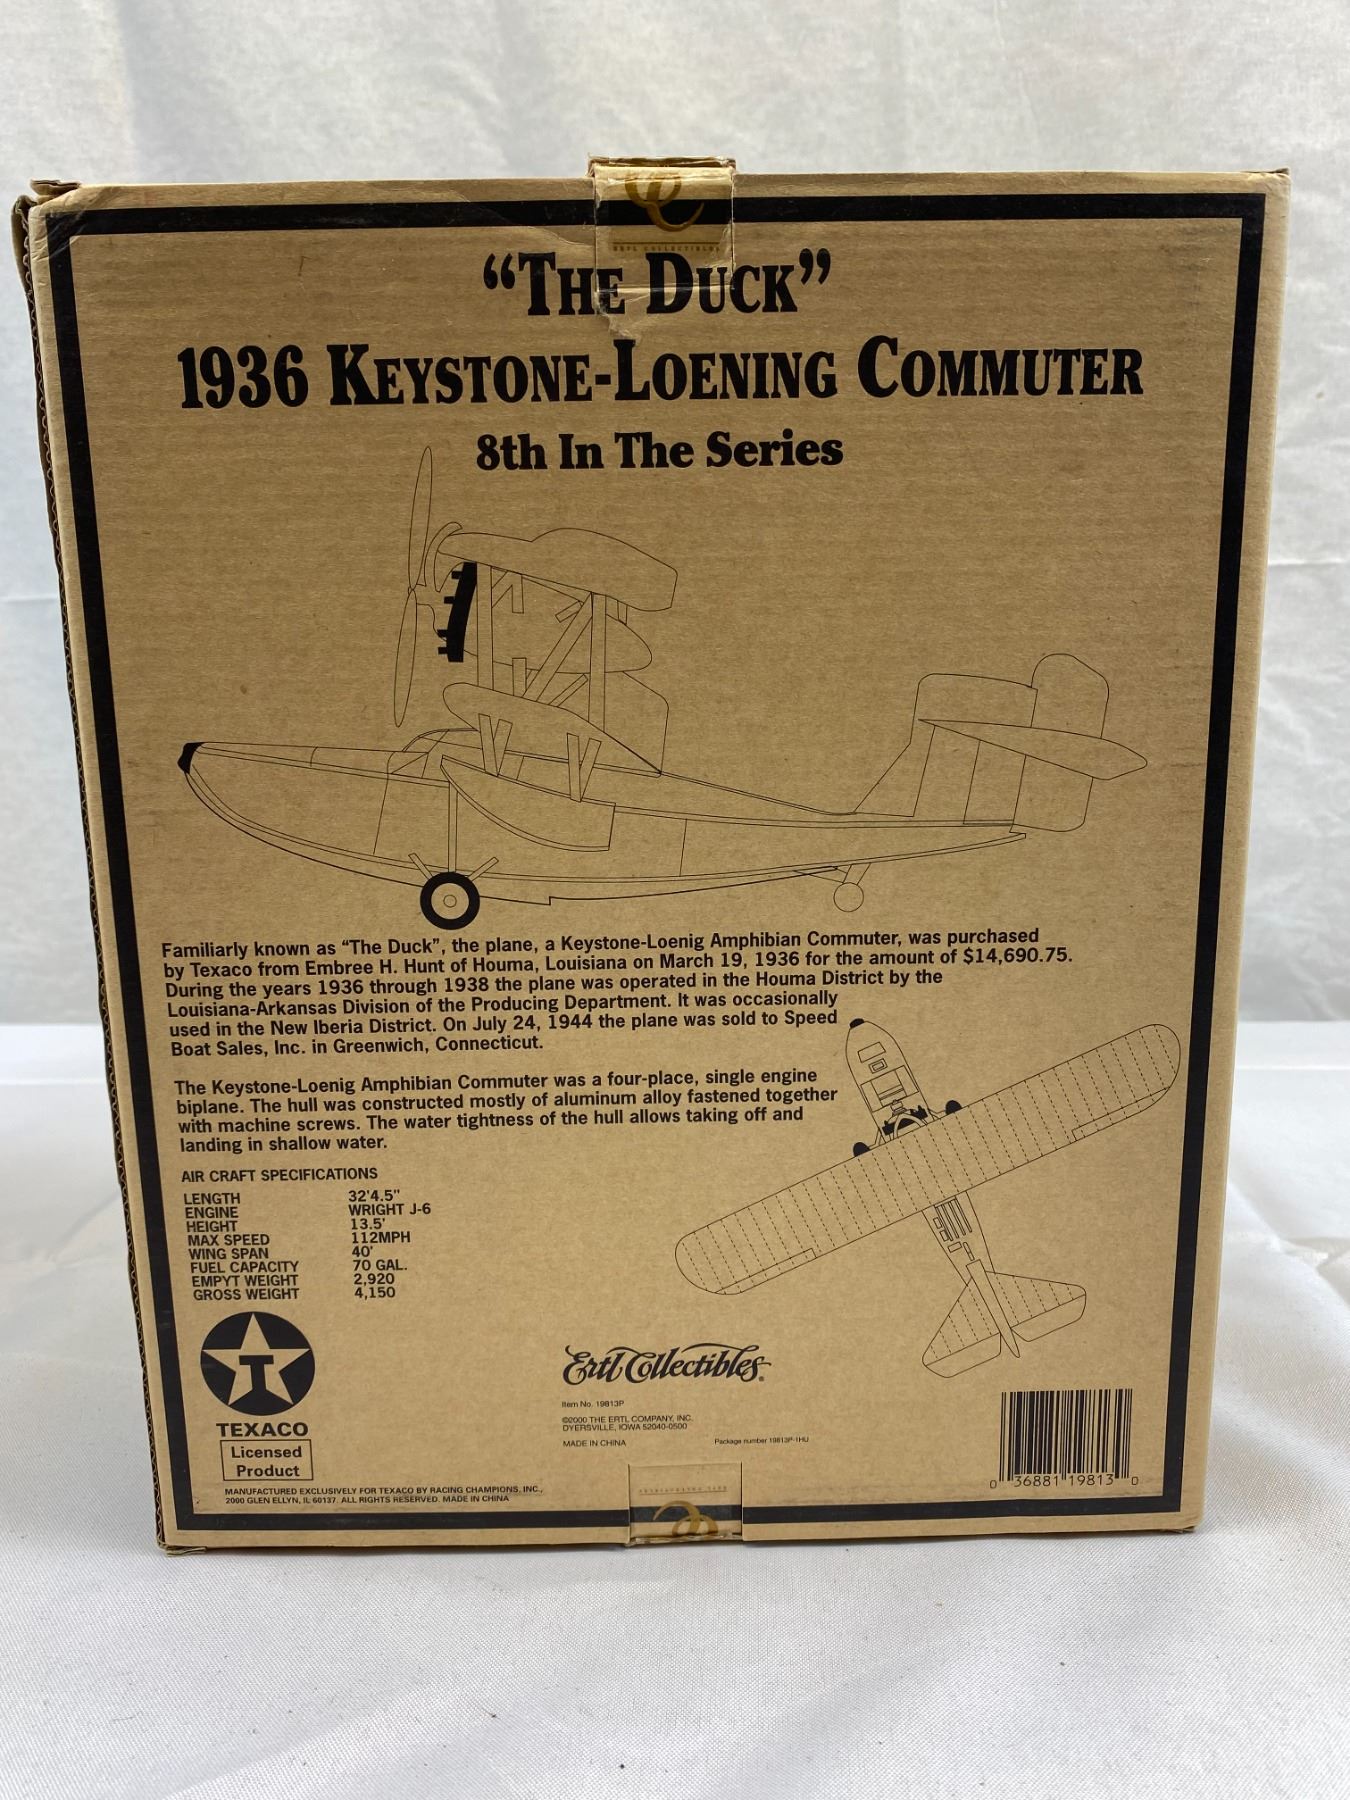 ERTL COLLECTIBLES
“THE DUCK”
1936 KEYSTONE-LOENING COMMUTER
8th In The Series
Familiarly known as “The Duck”, the plane, a Keystone-Loenig Amphibian Commuter, was purchased
by Texaco from Embree H. Hunt of Houma, Louisiana on March 19, 1936 for the amount of $14,690.75.
During the years 1936 through 1938 the plane was operated in the Houma District by the
Louisiana-Arkansas Division of the Producing Department. It was occasionally
used in the New Iberia District. On July 24, 1944 the plane was sold to Speed
Boat Sales, Inc. in Greenwich, Connecticut.
The Keystone-Loenig Amphibian Commuter was a four-place, single engine
biplane. The hull was constructed mostly of aluminum alloy fastened together
with machine screws. The water tightness of the hull allows taking off and
landing in shallow water.
AIR CRAFT SPECIFICATIONS
LENGTH 32'4.5"
ENGINE WRIGHT J-6
HEIGHT 13.5'
MAX SPEED 112MPH
WING SPAN 40'
FUEL CAPACITY 70 GAL.
EMPYT WEIGHT 2,920
GROSS WEIGHT 4,150
T
TEXACO
Licensed
Product
MANUFACTURED EXCLUSIVELY FOR TEXACO BY RACING CHAMPIONS, INC.,
2000 GLEN ELLYN, IL 60137. ALL RIGHTS RESERVED. MADE IN CHINA
Ertl Collectibles®
Item No. 19813P
©2000 THE ERTL COMPANY, INC.
DYERSVILLE, IOWA 52040-0500
MADE IN CHINA Package number 19813P-1HU
0 36881 19813 0